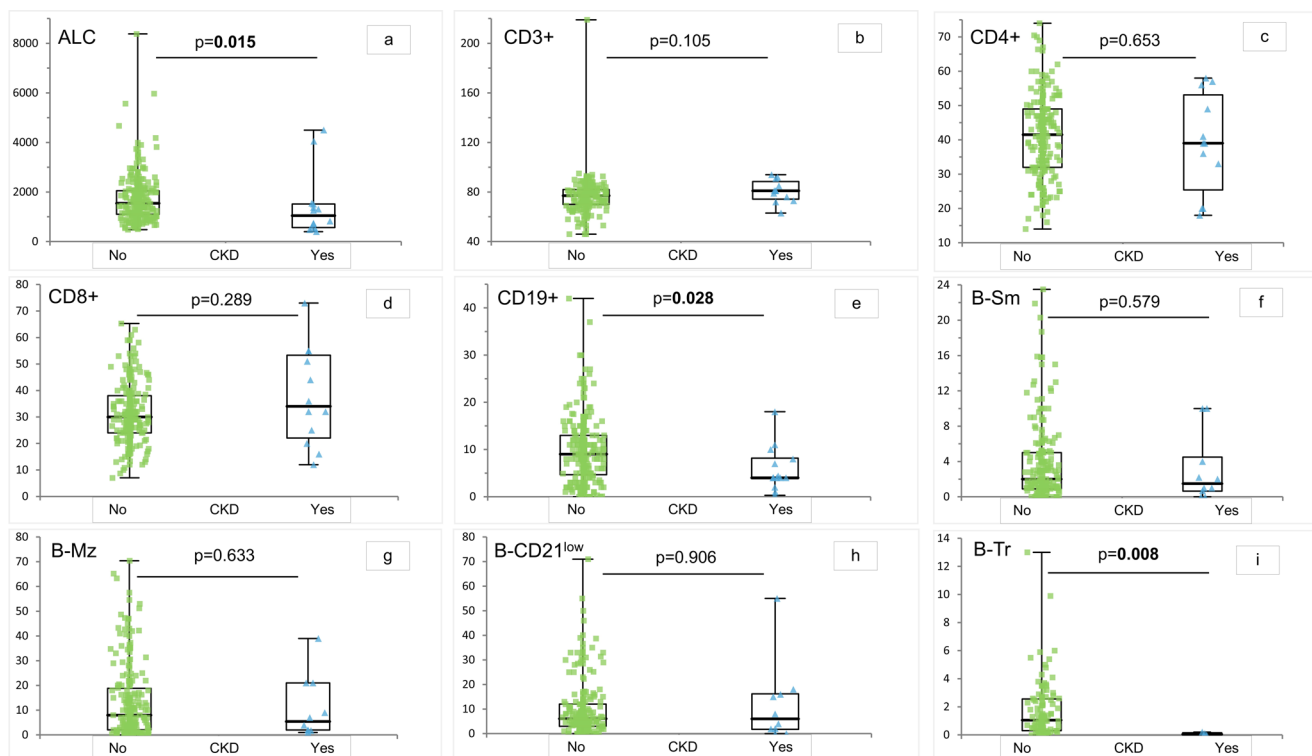 ALC
p=0.015
a
8000
6000
4000
2000
0
No CKD Yes
CD3+
p=0.105
b
200
160
120
80
40
No CKD Yes
CD4+
p=0.653
c
70
60
50
40
30
20
10
No CKD Yes
CD8+
p=0.289
d
80
70
60
50
40
30
20
10
0
No CKD Yes
CD19+
p=0.028
e
40
30
20
10
0
No CKD Yes
B-Sm
p=0.579
f
24
22
20
18
16
14
12
10
8
6
4
2
0
No CKD Yes
B-Mz
p=0.633
g
80
70
60
50
40
30
20
10
0
No CKD Yes
B-CD21low
p=0.906
h
80
70
60
50
40
30
20
10
0
No CKD Yes
B-Tr
p=0.008
i
14
12
10
8
6
4
2
0
No CKD Yes